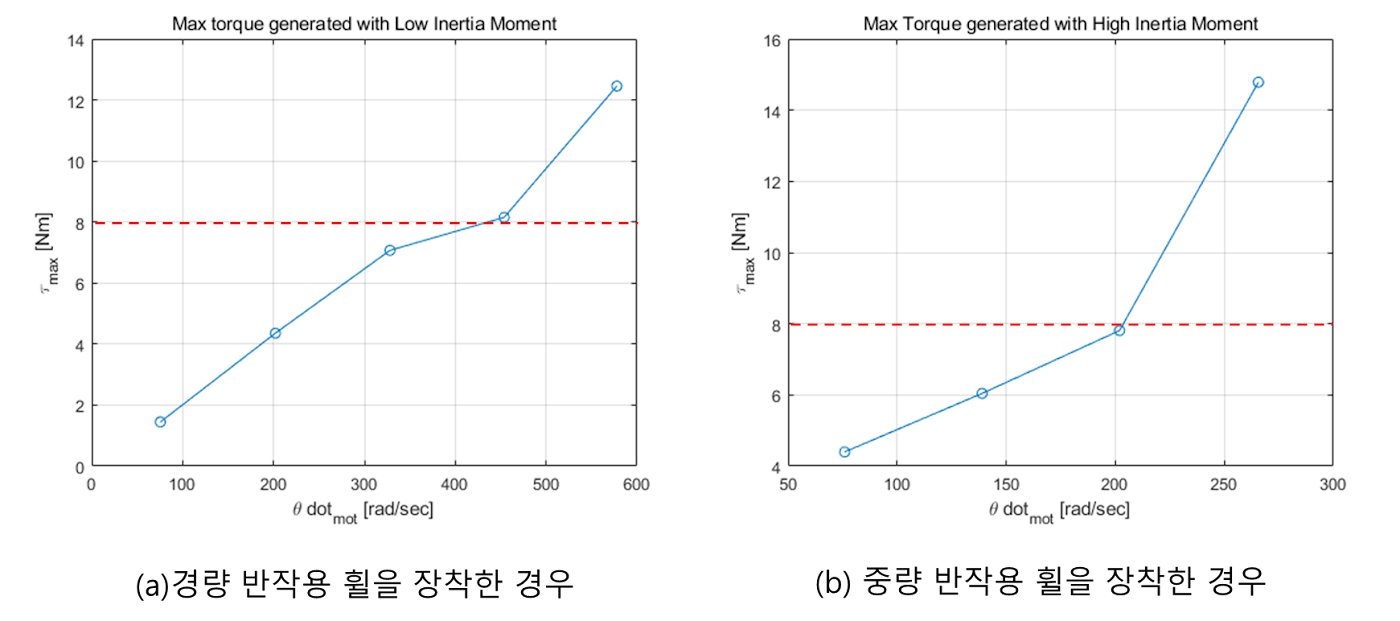 Max torque generated with Low Inertia Moment
14
12
10
8
6
4
2
0
τmax [Nm]
0 100 200 300 400 500 600
θ dotmot [rad/sec]
(a)경량 반작용 휠을 장착한 경우
Max Torque generated with High Inertia Moment
16
14
12
10
8
6
4
τmax [Nm]
50 100 150 200 250 300
θ dotmot [rad/sec]
(b) 중량 반작용 휠을 장착한 경우